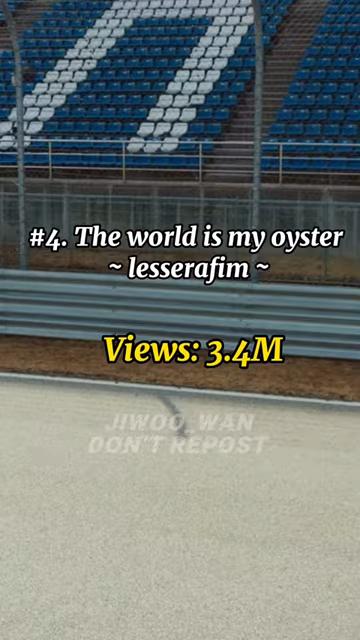 #4. The world is my oyster
~ lesserafim ~
Views: 3.4M
JIWOO_WAN
DON'T REPOST